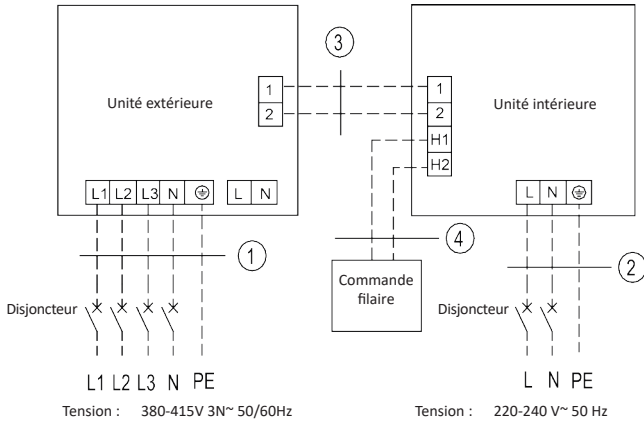 3
Unité extérieure
1
2
1
2
H1
H2
Unité intérieure
L1 L2 L3 N L N
L N
1
4
2
Commande
filaire
Disjoncteur
Disjoncteur
L1 L2 L3 N PE
L N PE
Tension : 380-415V 3N~ 50/60Hz
Tension : 220-240 V~ 50 Hz